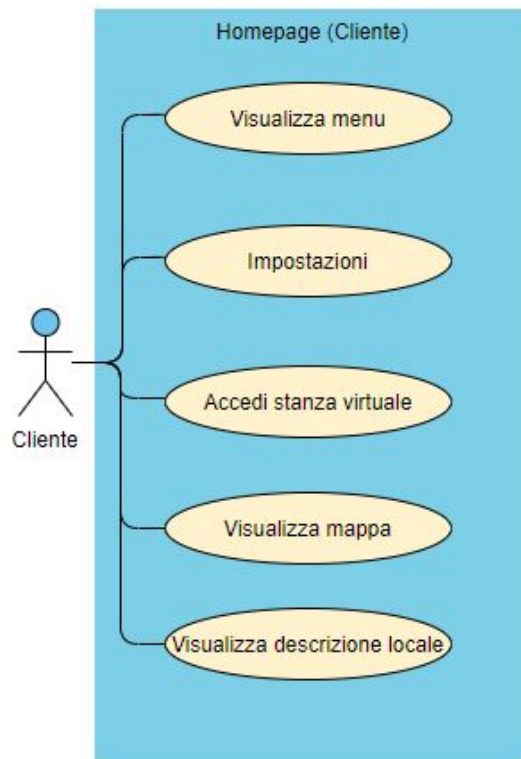 Homepage (Cliente)
Visualizza menu
Impostazioni
Accedi stanza virtuale
Cliente
Visualizza mappa
Visualizza descrizione locale